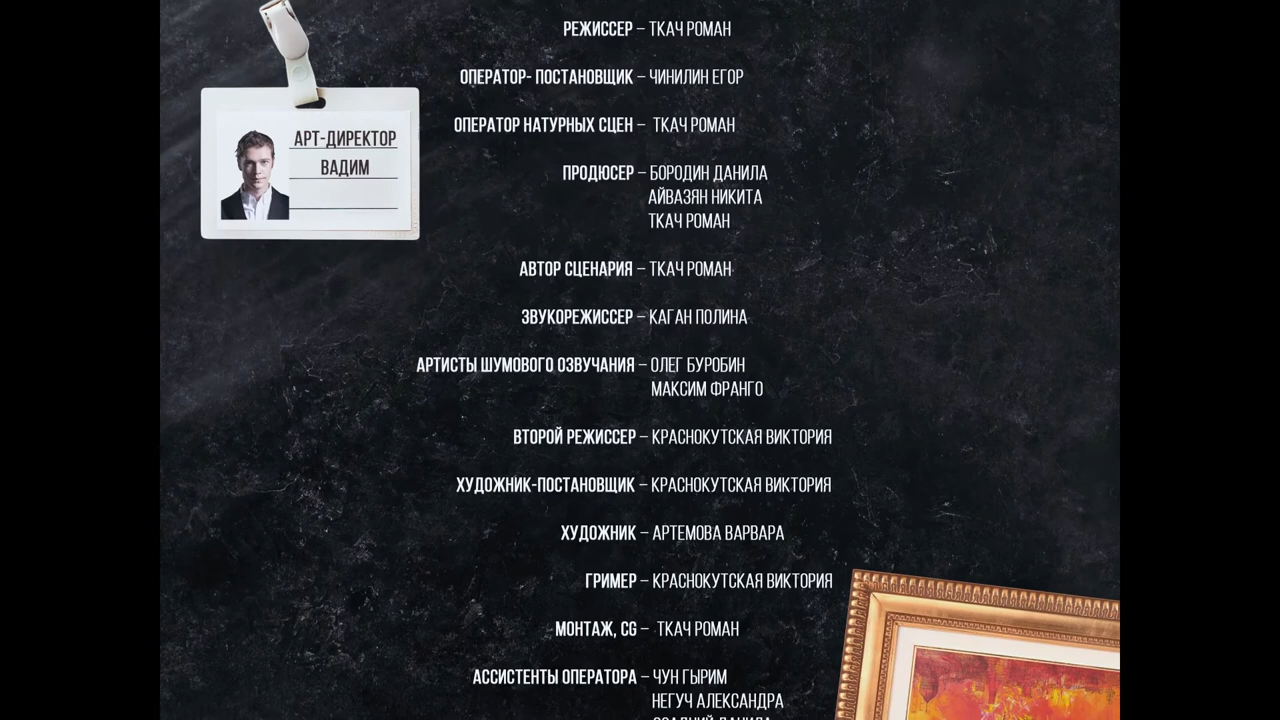 РЕЖИССЕР – ТКАЧ РОМАН
ОПЕРАТОР- ПОСТАНОВЩИК – ЧИНИЛИН ЕГОР
ОПЕРАТОР НАТУРНЫХ СЦЕН – ТКАЧ РОМАН
АРТ-ДИРЕКТОР
ВАДИМ
ПРОДЮСЕР – БОРОДИН ДАНИЛА
АЙВАЗЯН НИКИТА
ТКАЧ РОМАН
АВТОР СЦЕНАРИЯ – ТКАЧ РОМАН
ЗВУКОРЕЖИССЕР – КАГАН ПОЛИНА
АРТИСТЫ ШУМОВОГО ОЗВУЧАНИЯ – ОЛЕГ БУРОБИН
МАКСИМ ФРАНГО
ВТОРОЙ РЕЖИССЕР – КРАСНОКУТСКАЯ ВИКТОРИЯ
ХУДОЖНИК-ПОСТАНОВЩИК – КРАСНОКУТСКАЯ ВИКТОРИЯ
ХУДОЖНИК – АРТЕМОВА ВАРВАРА
ГРИМЕР – КРАСНОКУТСКАЯ ВИКТОРИЯ
МОНТАЖ, CG – ТКАЧ РОМАН
АССИСТЕНТЫ ОПЕРАТОРА – ЧУН ГЫРИМ
НЕГУЧ АЛЕКСАНДРА